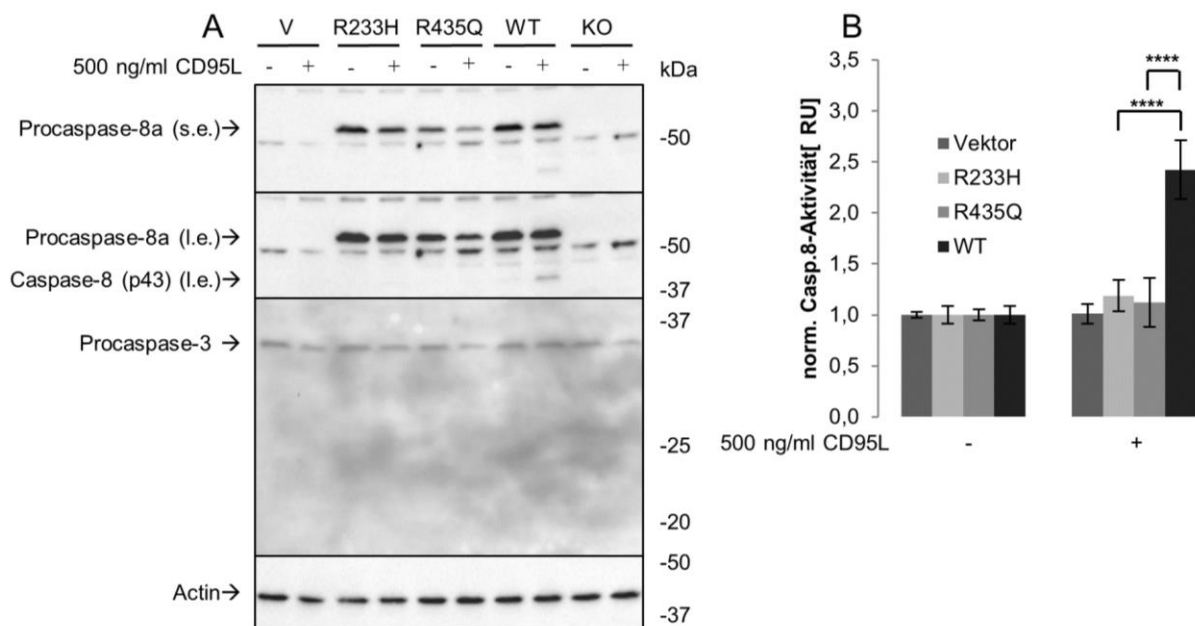 A
V R233H R435Q WT KO
500 ng/ml CD95L - + - + - + - + - + kDa
Procaspase-8a (s.e.)→ -50
Procaspase-8a (l.e.)→ -50
Caspase-8 (p43) (l.e.)→ -37
-37
Procaspase-3 →
-25
-20
-50
Actin→
-37
B
norm. Casp.8-Aktivität[ RU]
3,5
3,0
2,5
2,0
1,5
1,0
0,5
0,0
****
****
Vektor
R233H
R435Q
WT
500 ng/ml CD95L - +